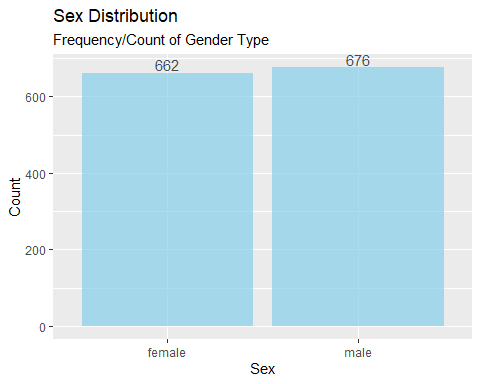 Sex Distribution
Frequency/Count of Gender Type
662
676
600
400
200
0
Count
female
male
Sex